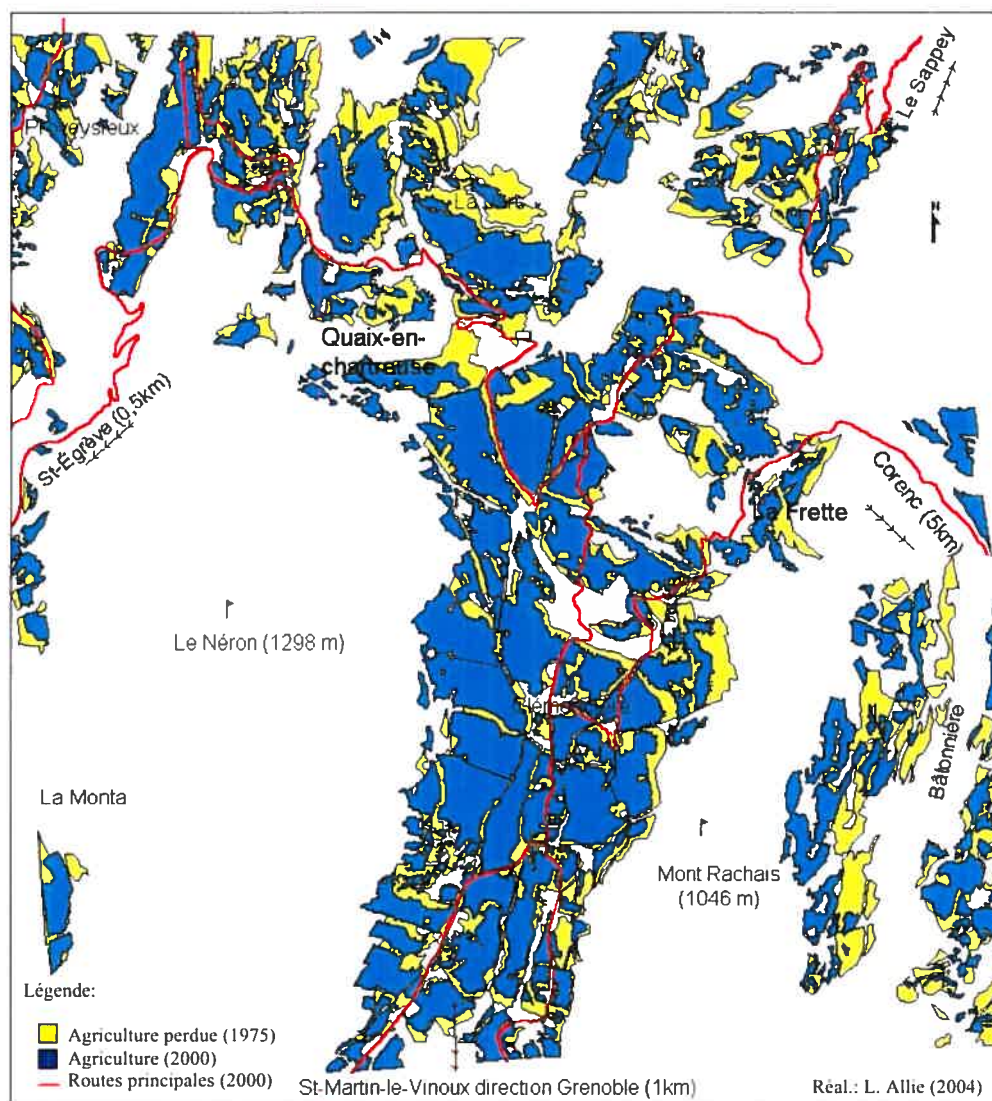 Le Sappey
Proveysieux
N
Quaix-en-
chartreuse
St-Égrève (0,5km)
Corenc (5km)
La Frette
Le Néron (1298 m)
Bâtonnière
La Monta
Mont Rachais
(1046 m)
Légende:
Agriculture perdue (1975)
Agriculture (2000)
Routes principales (2000)
St-Martin-le-Vinoux direction Grenoble (1km)
Réal.: L. Allie (2004)